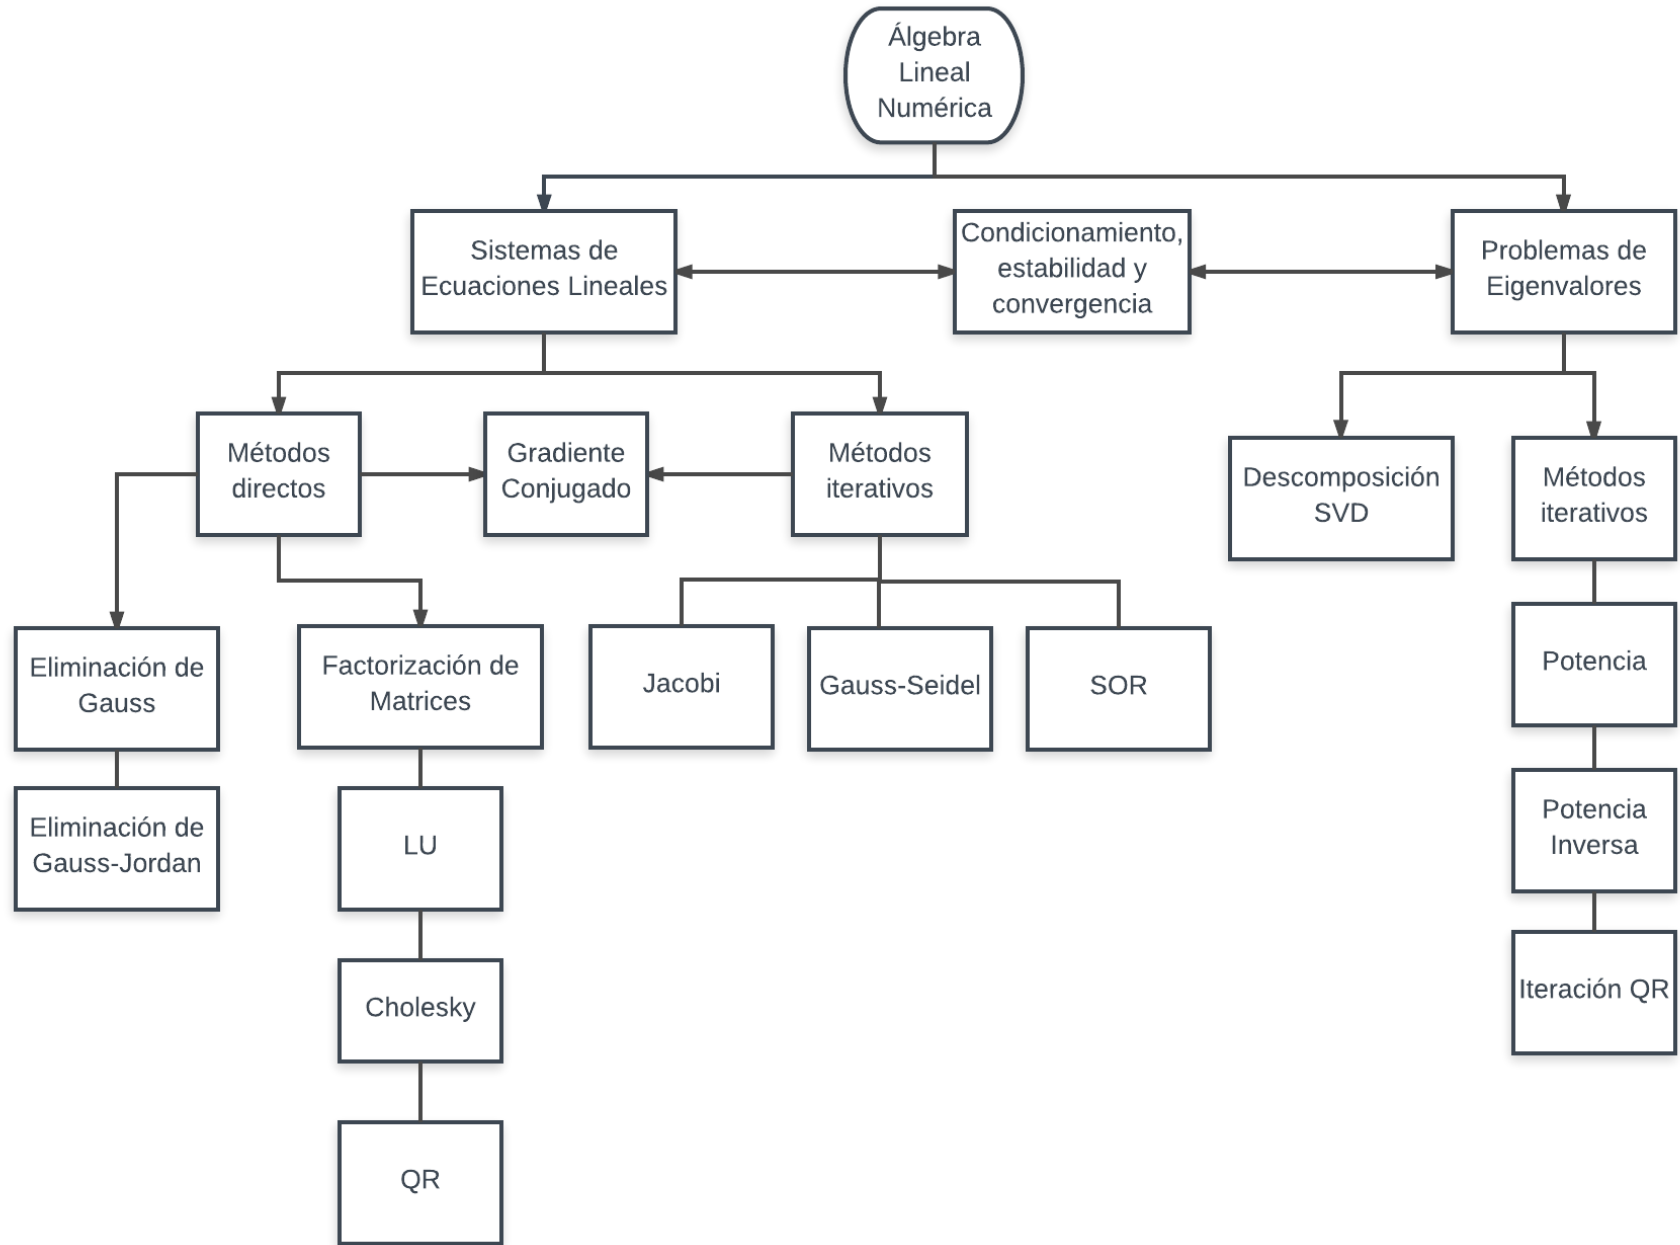 Álgebra
Lineal
Numérica
Sistemas de
Ecuaciones Lineales
Condicionamiento,
estabilidad y
convergencia
Problemas de
Eigenvalores
Métodos
directos
Gradiente
Conjugado
Métodos
iterativos
Descomposición
SVD
Métodos
iterativos
Eliminación de
Gauss
Factorización de
Matrices
Jacobi
Gauss-Seidel
SOR
Potencia
Eliminación de
Gauss-Jordan
LU
Potencia
Inversa
Cholesky
Iteración QR
QR